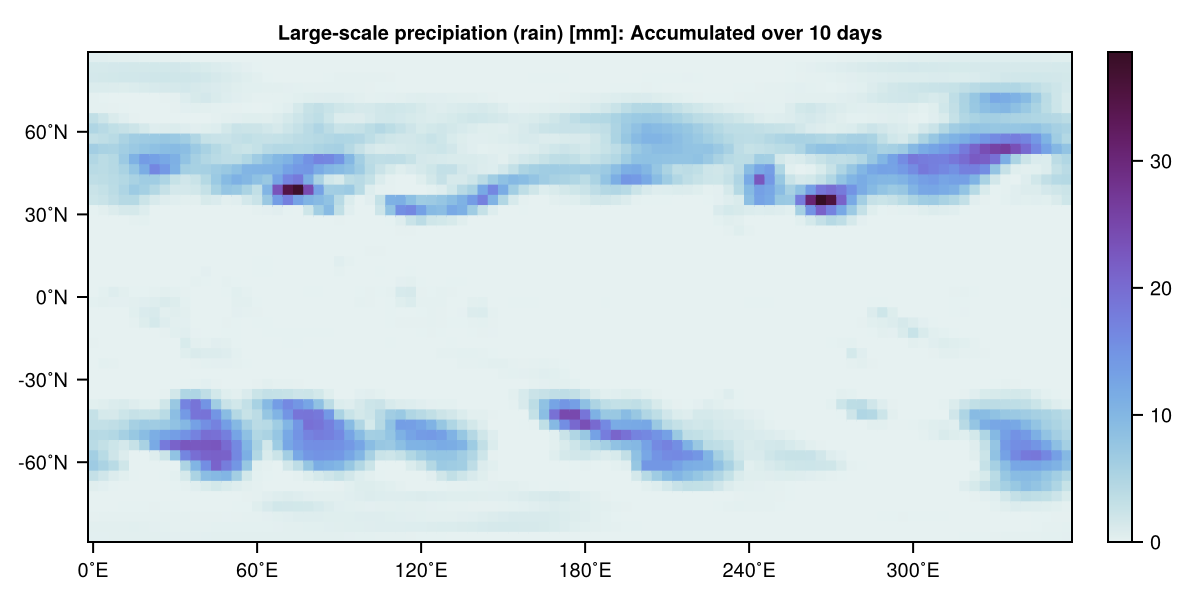 Large-scale precipiation (rain) [mm]: Accumulated over 10 days
60˚N
30˚N
0˚N
-30˚N
-60˚N
0˚E 60˚E 120˚E 180˚E 240˚E 300˚E
30
20
10
0